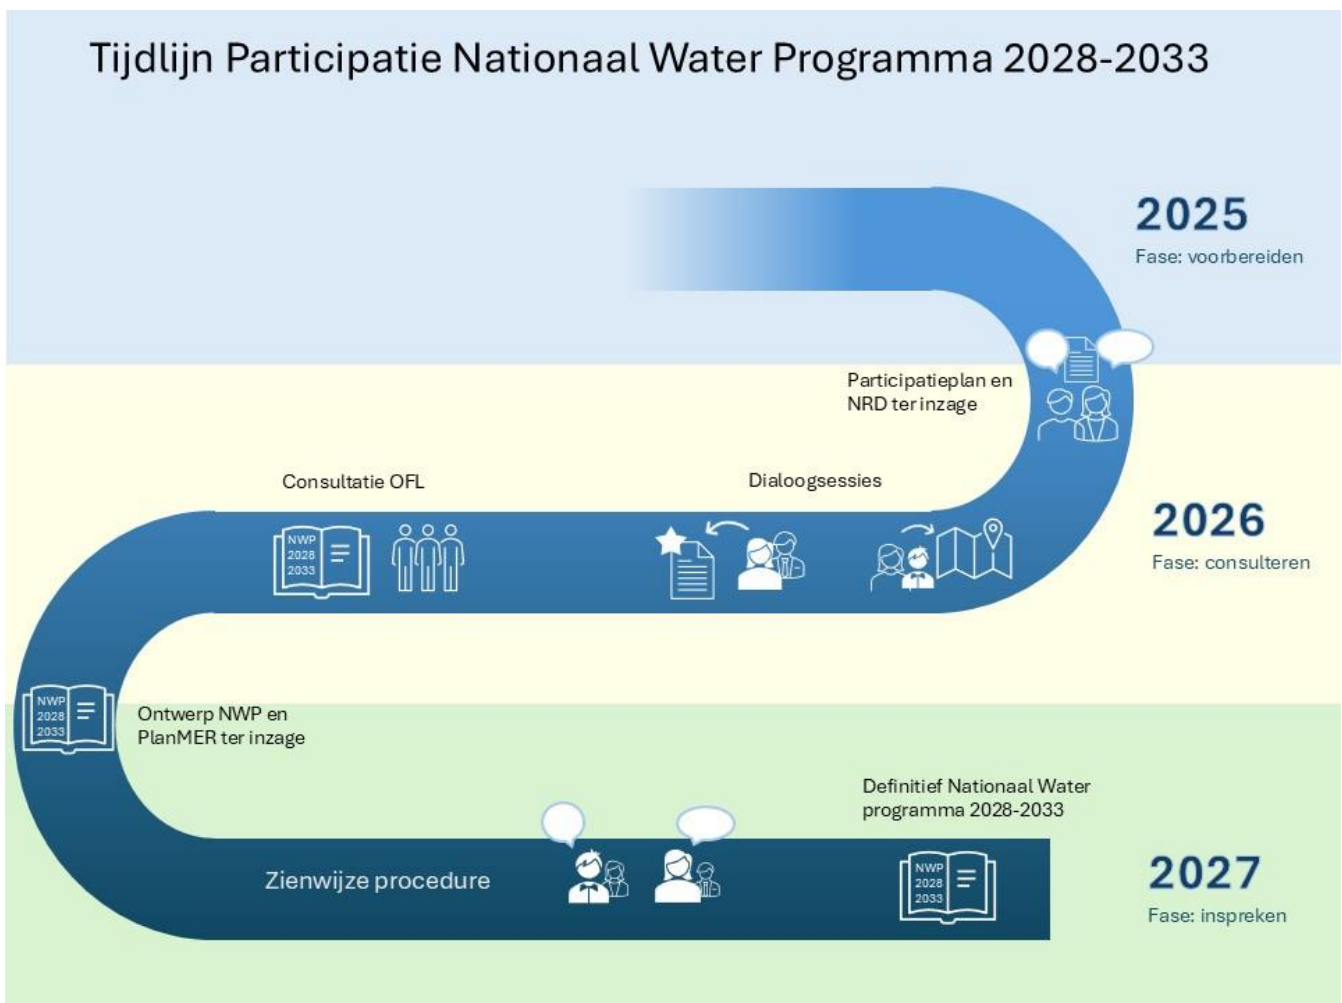 Tijdlijn Participatie Nationaal Water Programma 2028-2033
2025
Fase: voorbereiden
Participatieplan en
NRD ter inzage
Consultatie OFL
Dialoogsessies
NWP
2028
2033
2026
Fase: consulteren
NWP
2028
2033
Ontwerp NWP en
PlanMER ter inzage
Definitief Nationaal Water
programma 2028-2033
Zienwijze procedure
NWP
2028
2033
2027
Fase: inspreken